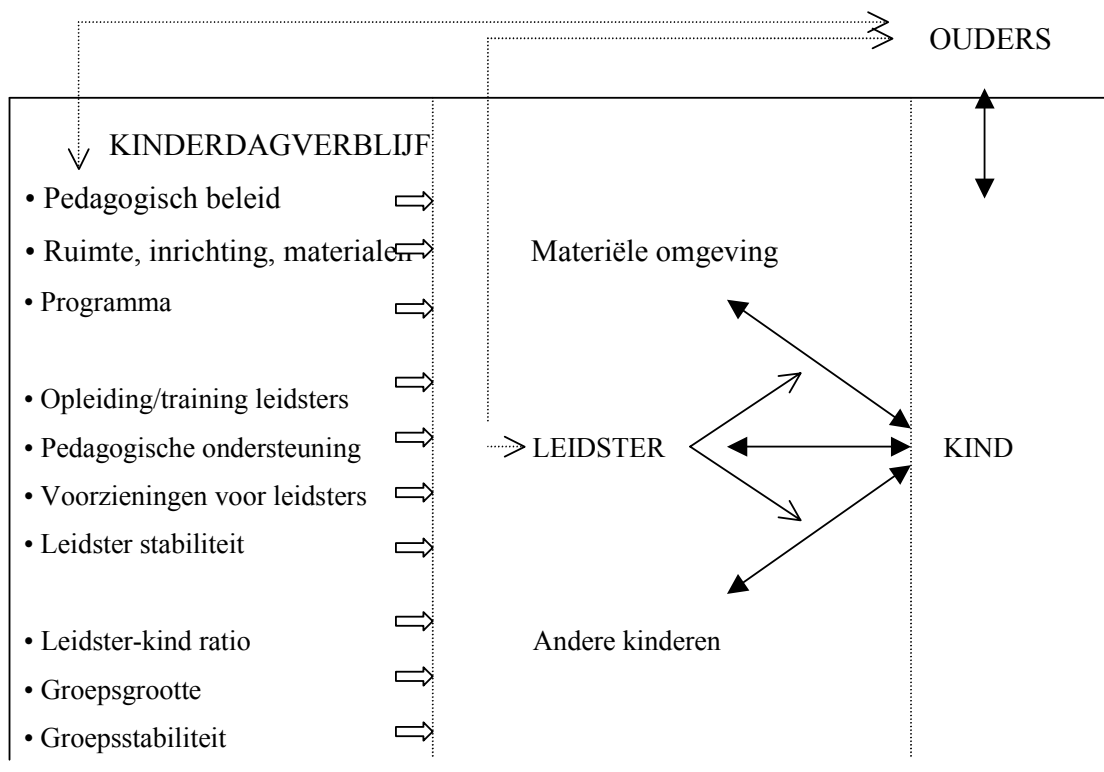 OUDERS
KINDERDAGVERBLIJF
• Pedagogisch beleid
• Ruimte, inrichting, materialen
• Programma
• Opleiding/training leidsters
• Pedagogische ondersteuning
• Voorzieningen voor leidsters
• Leidster stabiliteit
• Leidster-kind ratio
• Groepsgrootte
• Groepsstabiliteit
Materiële omgeving
LEIDSTER
Andere kinderen
KIND